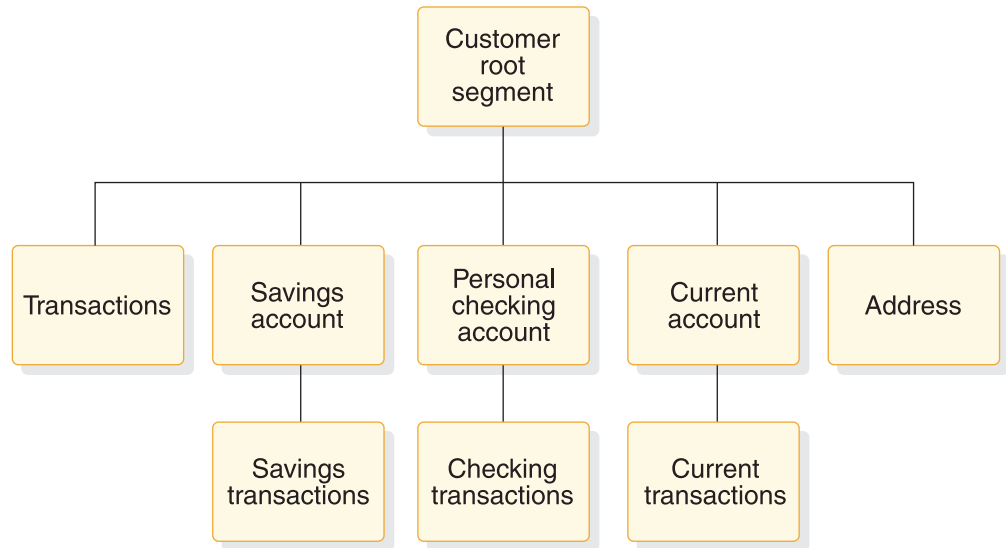 Customer
root
segment
Transactions
Savings
account
Personal
checking
account
Current
account
Address
Savings
transactions
Checking
transactions
Current
transactions